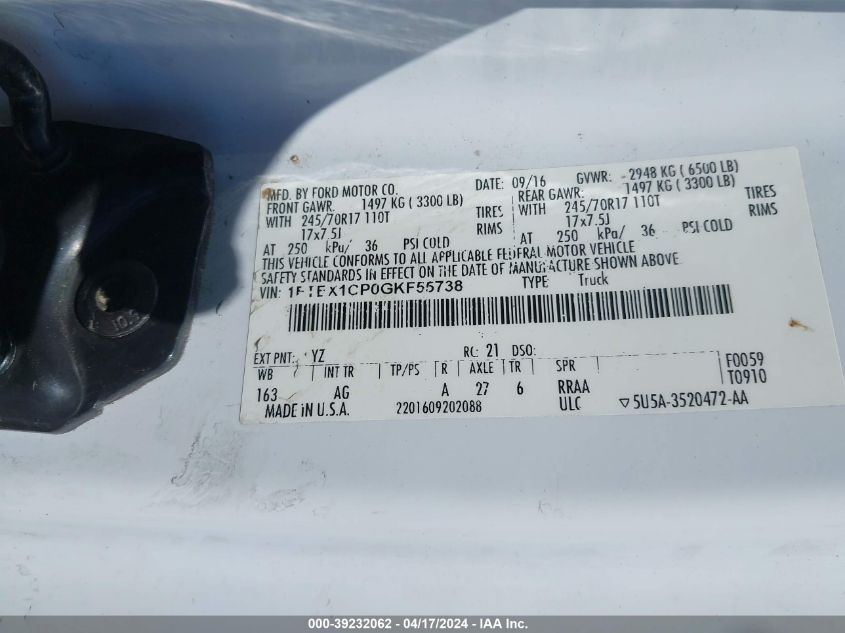 MFD. BY FORD MOTOR CO. DATE: 09/16 GVWR: 2948 KG ( 6500 LB)
FRONT GAWR: 1497 KG ( 3300 LB) REAR GAWR: 1497 KG ( 3300 LB)
WITH 245/70R17 110T TIRES WITH 245/70R17 110T TIRES
17x7.5J RIMS 17x7.5J RIMS
AT 250 kPa/ 36 PSI COLD AT 250 kPa/ 36 PSI COLD
THIS VEHICLE CONFORMS TO ALL APPLICABLE FEDERAL MOTOR VEHICLE
SAFETY STANDARDS IN EFFECT ON THE DATE OF MANUFACTURE SHOWN ABOVE.
VIN: 1FTEX1CP0GKF55738 TYPE: Truck
EXT PNT: YZ RC: 21 DSO:
WB INT TR TP/PS R AXLE TR SPR F0059
163 AG A 27 6 RRAA T0910
MADE IN U.S.A. 2201609202088 ULC ▽5U5A-3520472-AA
000-39232062 - 04/17/2024 - IAA Inc.